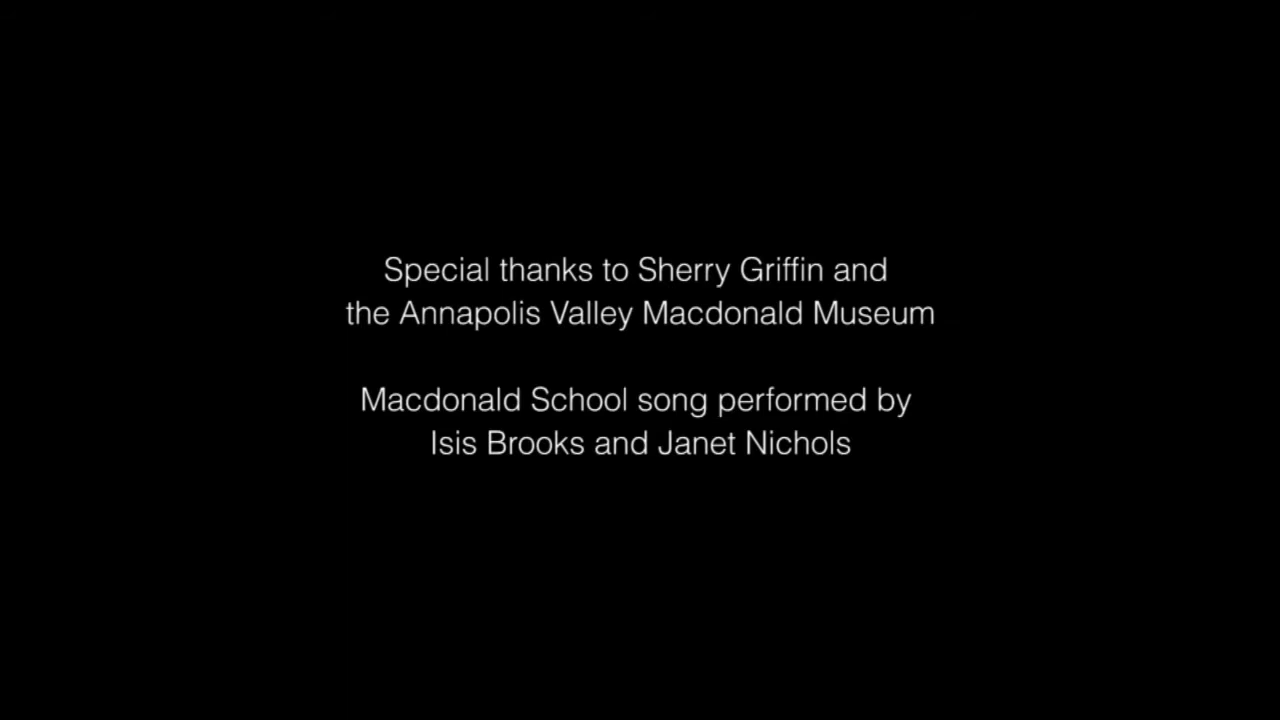 Special thanks to Sherry Griffin and
the Annapolis Valley Macdonald Museum
Macdonald School song performed by
Isis Brooks and Janet Nichols